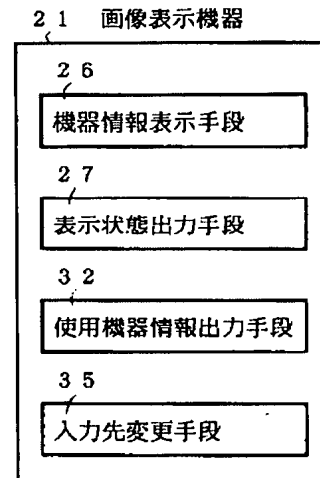 21 画像表示機器
26
機器情報表示手段
27
表示状態出力手段
32
使用機器情報出力手段
35
入力先変更手段